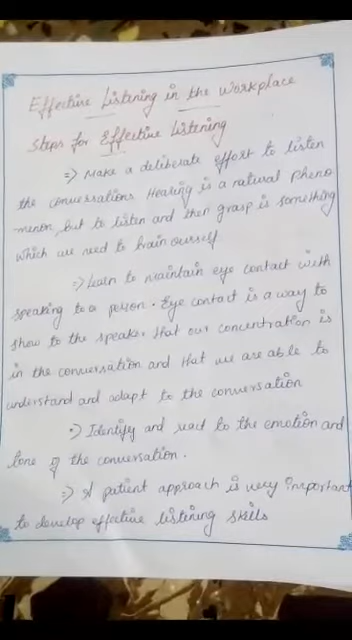 Effective Listening in the Workplace
Steps for Effective Listening
=> Make a deliberate effort to listen
the conversations Hearing is a natural pheno
menon, but to listen and then grasp is something
which we need to train ourself
=> Learn to maintain eye contact with
speaking to a person. Eye contact is a way to
show to the speaker that our concentration is
in the conversation and that we are able to
understand and adapt to the conversation
=> Identify and react to the emotion and
tone of the conversation.
=> A patient approach is very important
to develop effective listening skills